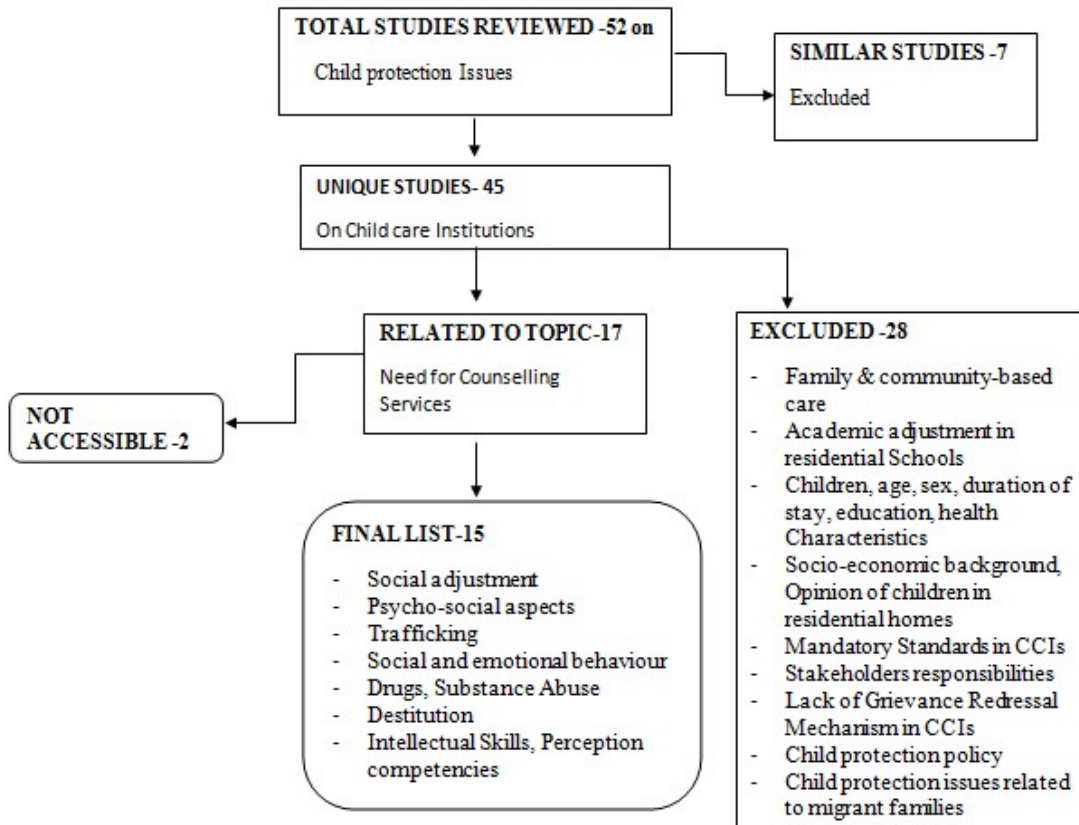 TOTAL STUDIES REVIEWED -52 on
Child protection Issues
SIMILAR STUDIES -7
Excluded
UNIQUE STUDIES- 45
On Child care Institutions
RELATED TO TOPIC-17
Need for Counselling
Services
NOT
ACCESSIBLE -2
FINAL LIST-15
- Social adjustment
- Psycho-social aspects
- Trafficking
- Social and emotional behaviour
- Drugs, Substance Abuse
- Destitution
- Intellectual Skills, Perception
competencies
EXCLUDED -28
- Family & community-based
care
- Academic adjustment in
residential Schools
- Children, age, sex, duration of
stay, education, health
Characteristics
- Socio-economic background,
Opinion of children in
residential homes
- Mandatory Standards in CCIs
- Stakeholders responsibilities
- Lack of Grievance Redressal
Mechanism in CCIs
- Child protection policy
- Child protection issues related
to migrant families